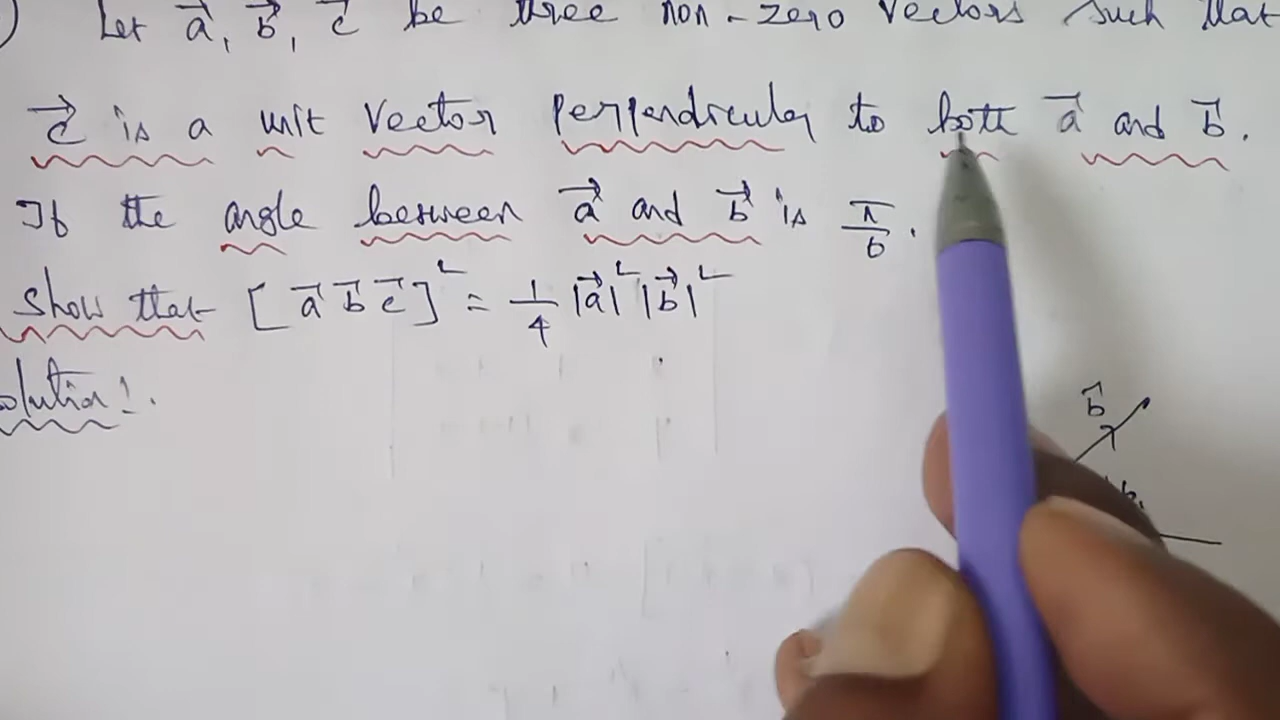 ) Let a⃗, b⃗, c⃗ be three non-zero vectors such that
c⃗ is a unit vector perpendicular to both a⃗ and b⃗.
If the angle between a⃗ and b⃗ is π/6.
Show that [a⃗ b⃗ c⃗]² = 1/4 |a⃗|² |b⃗|²
olution:.
b⃗